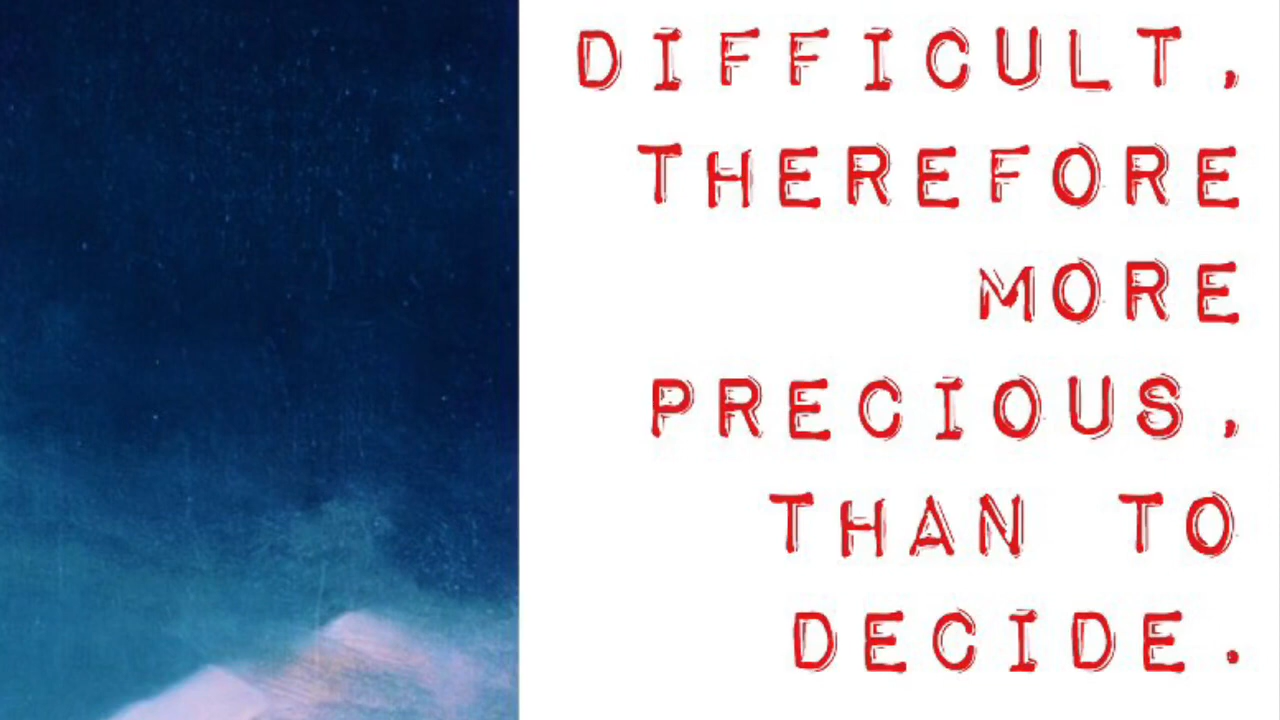 DIFFICULT,
THEREFORE
MORE
PRECIOUS,
THAN TO
DECIDE.